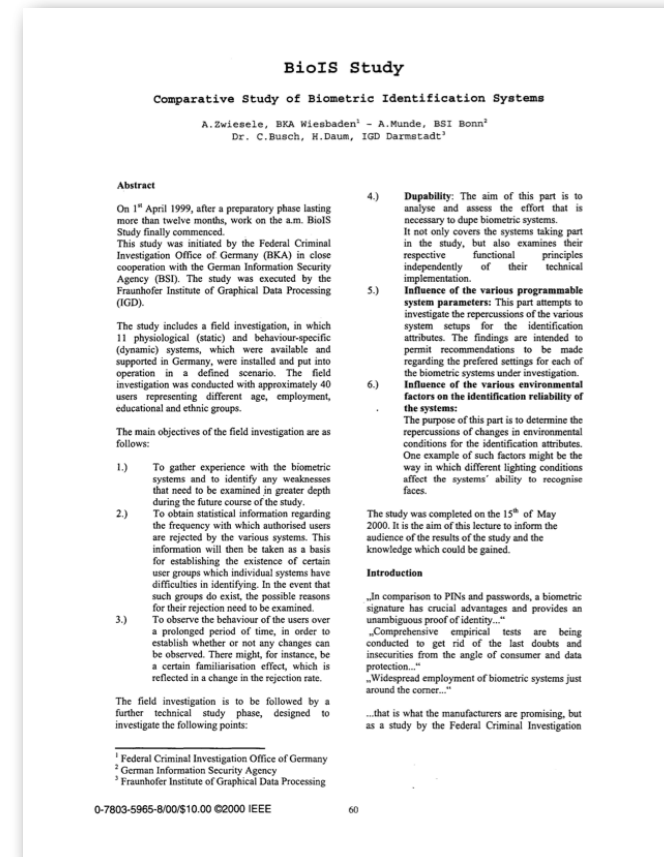 BioIS Study
Comparative Study of Biometric Identification Systems
A.Zwiesele, BKA Wiesbaden¹ - A.Munde, BSI Bonn²
Dr. C.Busch, H.Daum, IGD Darmstadt³
Abstract
On 1st April 1999, after a preparatory phase lasting
more than twelve months, work on the a.m. BioIS
Study finally commenced.
This study was initiated by the Federal Criminal
Investigation Office of Germany (BKA) in close
cooperation with the German Information Security
Agency (BSI). The study was executed by the
Fraunhofer Institute of Graphical Data Processing
(IGD).
The study includes a field investigation, in which
11 physiological (static) and behaviour-specific
(dynamic) systems, which were available and
supported in Germany, were installed and put into
operation in a defined scenario. The field
investigation was conducted with approximately 40
users representing different age, employment,
educational and ethnic groups.
The main objectives of the field investigation are as
follows:
1.) To gather experience with the biometric
systems and to identify any weaknesses
that need to be examined in greater depth
during the future course of the study.
2.) To obtain statistical information regarding
the frequency with which authorised users
are rejected by the various systems. This
information will then be taken as a basis
for establishing the existence of certain
user groups which individual systems have
difficulties in identifying. In the event that
such groups do exist, the possible reasons
for their rejection need to be examined.
3.) To observe the behaviour of the users over
a prolonged period of time, in order to
establish whether or not any changes can
be observed. There might, for instance, be
a certain familiarisation effect, which is
reflected in a change in the rejection rate.
The field investigation is to be followed by a
further technical study phase, designed to
investigate the following points:
4.) Dupability: The aim of this part is to
analyse and assess the effort that is
necessary to dupe biometric systems.
It not only covers the systems taking part
in the study, but also examines their
respective functional principles
independently of their technical
implementation.
5.) Influence of the various programmable
system parameters: This part attempts to
investigate the repercussions of the various
system setups for the identification
attributes. The findings are intended to
permit recommendations to be made
regarding the prefered settings for each of
the biometric systems under investigation.
6.) Influence of the various environmental
factors on the identification reliability of
the systems:
The purpose of this part is to determine the
repercussions of changes in environmental
conditions for the identification attributes.
One example of such factors might be the
way in which different lighting conditions
affect the systems´ ability to recognise
faces.
The study was completed on the 15th of May
2000. It is the aim of this lecture to inform the
audience of the results of the study and the
knowledge which could be gained.
Introduction
„In comparison to PINs and passwords, a biometric
signature has crucial advantages and provides an
unambiguous proof of identity...“
„Comprehensive empirical tests are being
conducted to get rid of the last doubts and
insecurities from the angle of consumer and data
protection...“
„Widespread employment of biometric systems just
around the corner...“
...that is what the manufacturers are promising, but
as a study by the Federal Criminal Investigation
¹ Federal Criminal Investigation Office of Germany
² German Information Security Agency
³ Fraunhofer Institute of Graphical Data Processing
0-7803-5965-8/00/$10.00 ©2000 IEEE
60